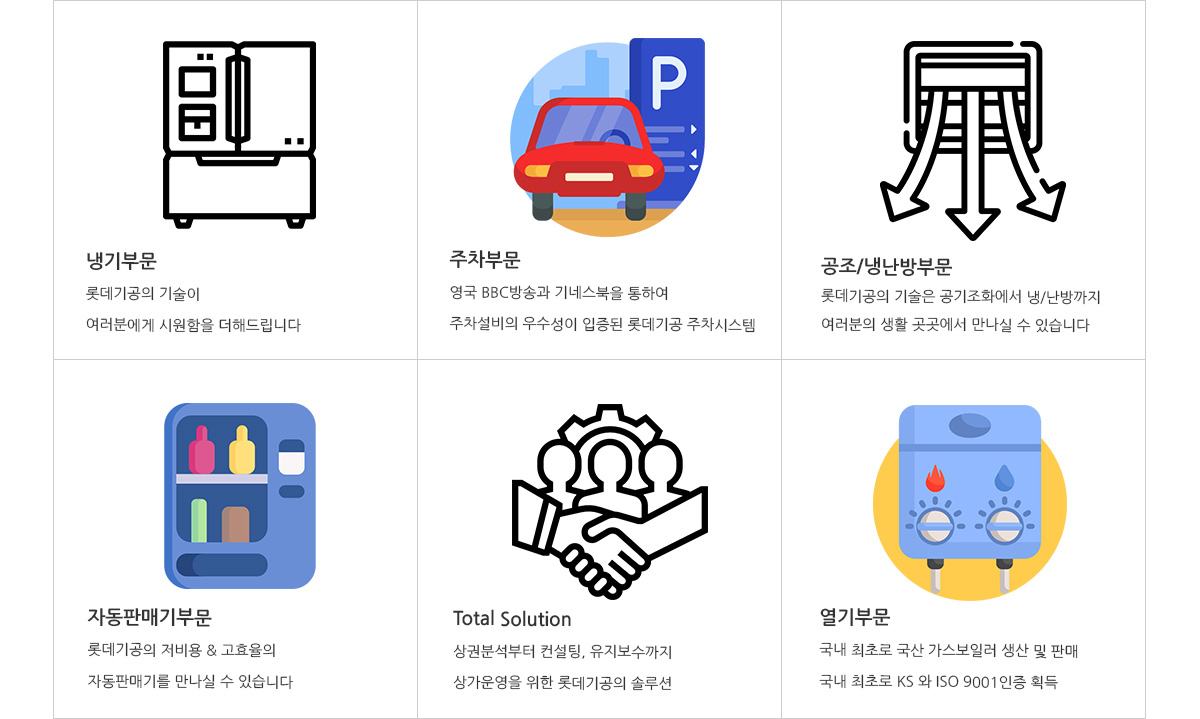 P
냉기부문
롯데기공의 기술이
여러분에게 시원함을 더해드립니다
주차부문
영국 BBC방송과 기네스북을 통하여
주차설비의 우수성이 입증된 롯데기공 주차시스템
공조/냉난방부문
롯데기공의 기술은 공기조화에서 냉/난방까지
여러분의 생활 곳곳에서 만나실 수 있습니다
자동판매기부문
롯데기공의 저비용 & 고효율의
자동판매기를 만나실 수 있습니다
Total Solution
상권분석부터 컨설팅, 유지보수까지
상가운영을 위한 롯데기공의 솔루션
열기부문
국내 최초로 국산 가스보일러 생산 및 판매
국내 최초로 KS 와 ISO 9001인증 획득